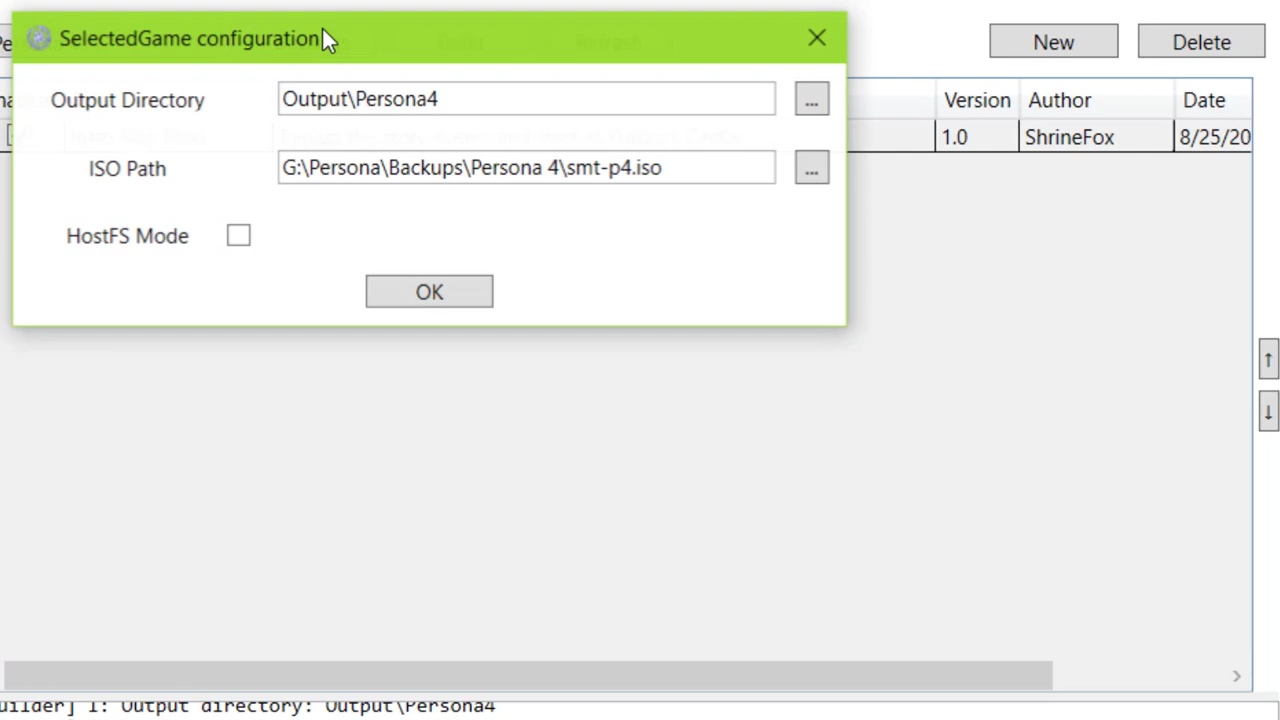 SelectedGame configuration
New
Delete
Output Directory
Output\Persona4
...
Version
Author
Date
1.0
ShrineFox
8/25/20
ISO Path
G:\Persona\Backups\Persona 4\smt-p4.iso
...
HostFS Mode
OK
uilder] I: Output directory: Output\Persona4